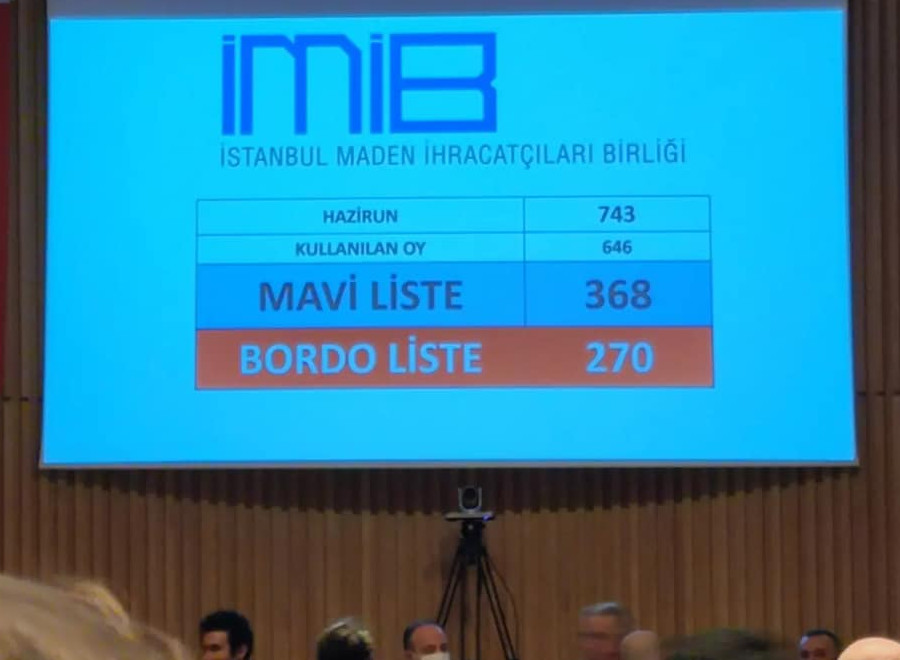 İMİB
İSTANBUL MADEN İHRACATÇILARI BİRLİĞİ
HAZİRUN 743
KULLANILAN OY 646
MAVİ LİSTE 368
BORDO LİSTE 270